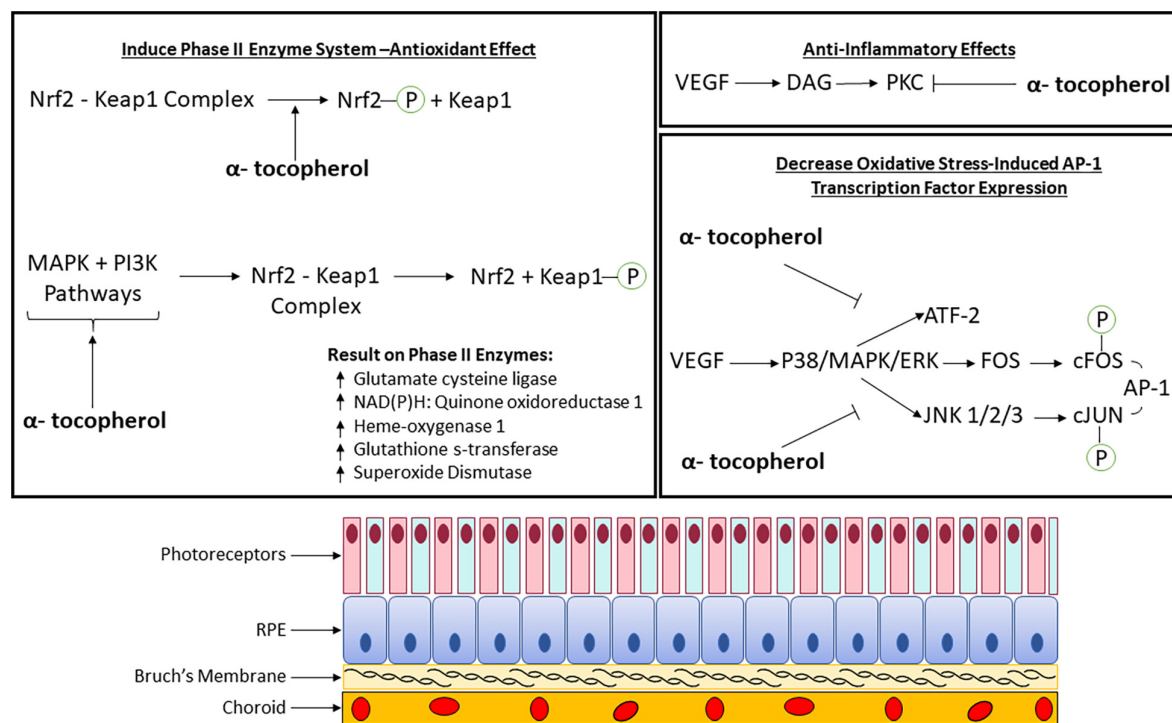 Induce Phase II Enzyme System –Antioxidant Effect
Nrf2 - Keap1 Complex
Nrf2 P + Keap1
α- tocopherol
MAPK + PI3K
Pathways
Nrf2 - Keap1
Complex
Nrf2 + Keap1 P
α- tocopherol
Result on Phase II Enzymes:
Glutamate cysteine ligase
NAD(P)H: Quinone oxidoreductase 1
Heme-oxygenase 1
Glutathione s-transferase
Superoxide Dismutase
Anti-Inflammatory Effects
VEGF DAG PKC α- tocopherol
Decrease Oxidative Stress-Induced AP-1
Transcription Factor Expression
α- tocopherol
ATF-2
P
VEGF P38/MAPK/ERK FOS cFOS
AP-1
JNK 1/2/3 cJUN
P
α- tocopherol
Photoreceptors
RPE
Bruch's Membrane
Choroid